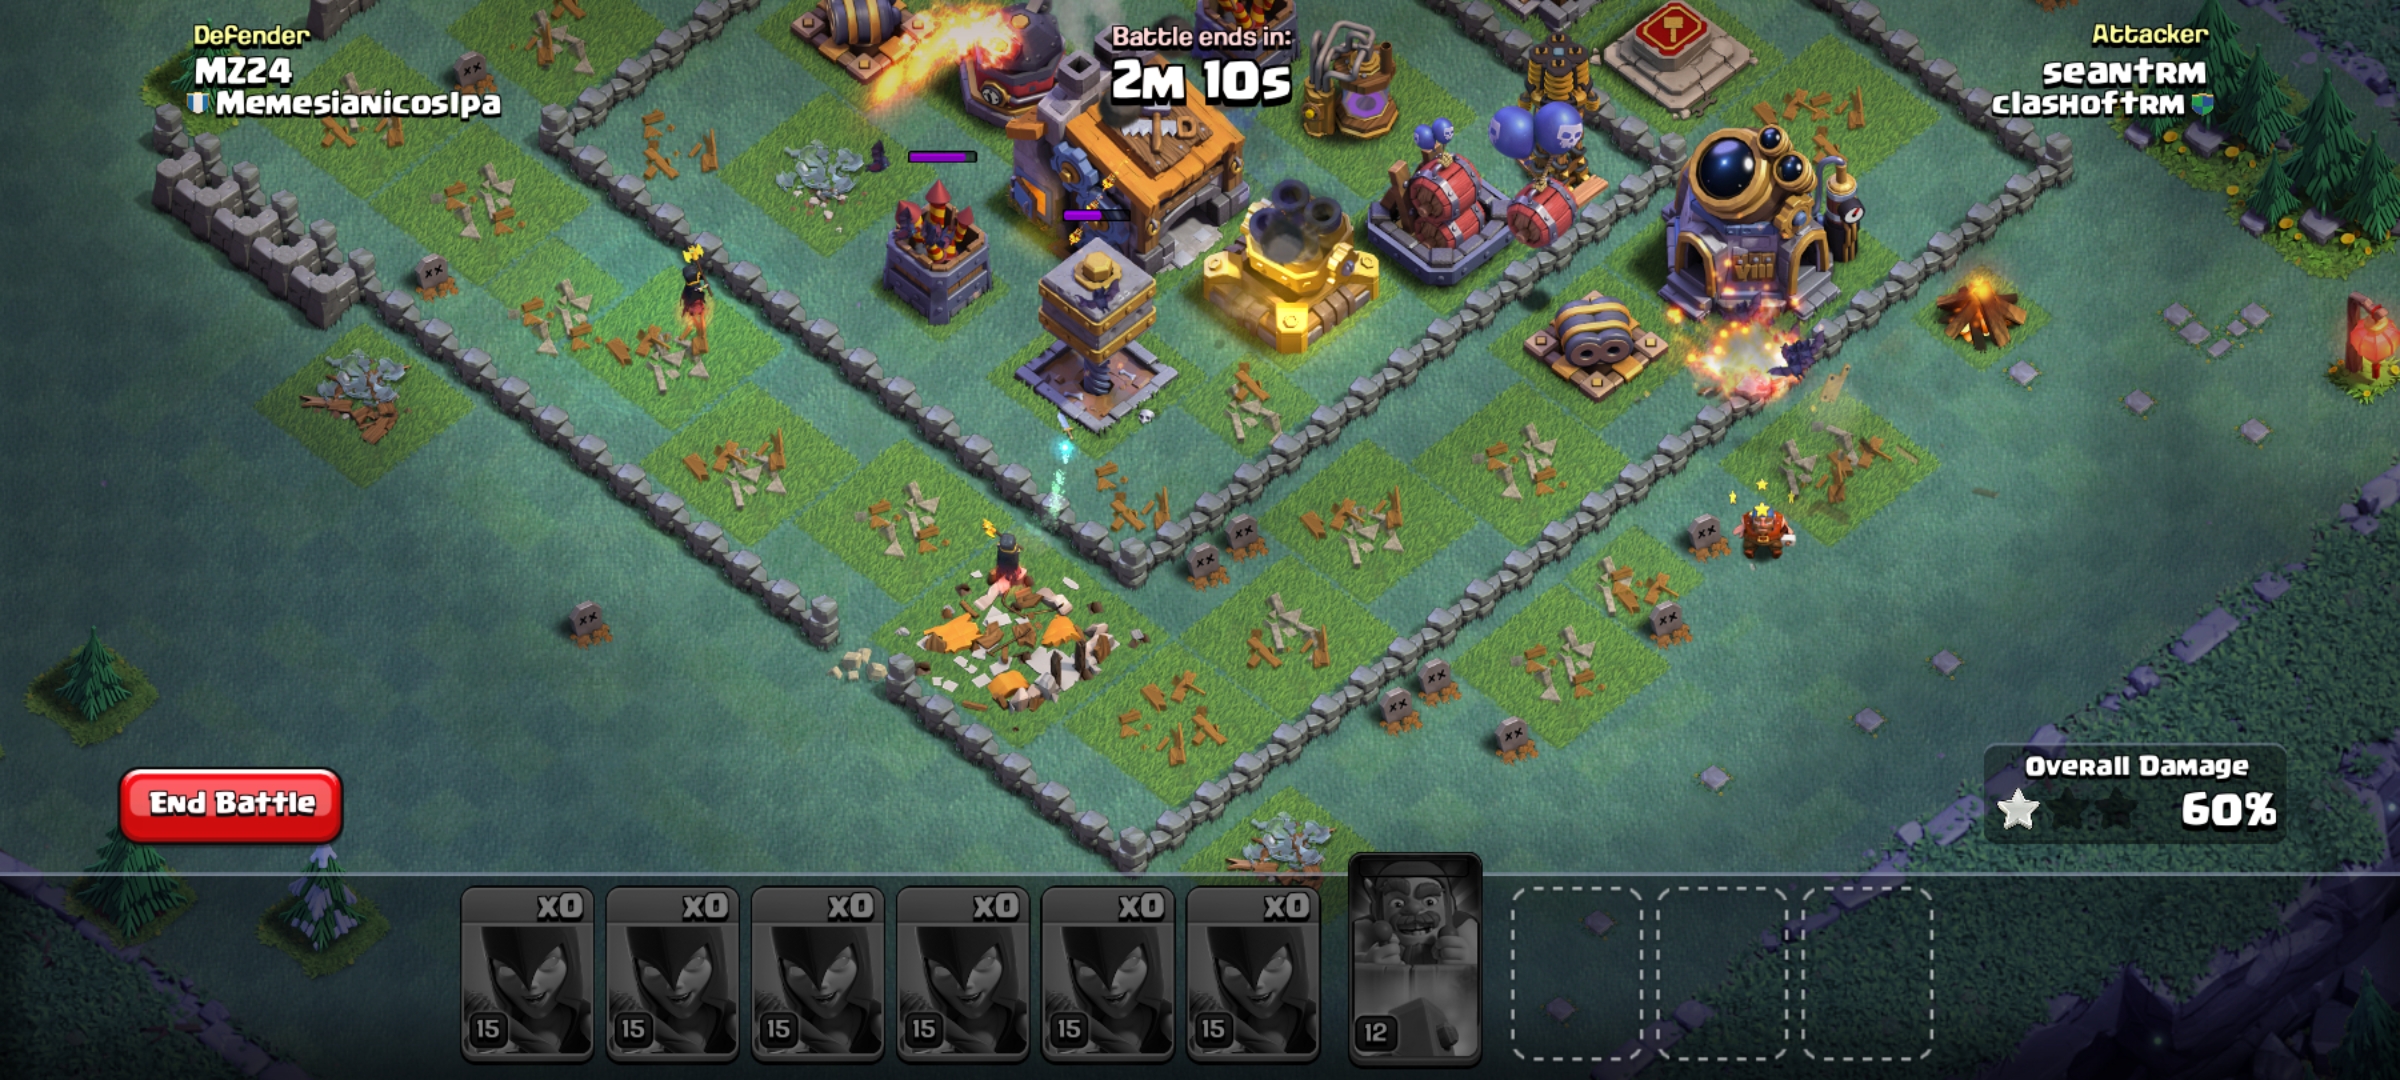 Defender
MZ24
Memesianicoslpa
Battle ends in:
2M 10s
Attacker
seantRM
clashoftRM
VIII
End Battle
Overall Damage
60%
x0
x0
x0
x0
x0
x0
15
15
15
15
15
15
12